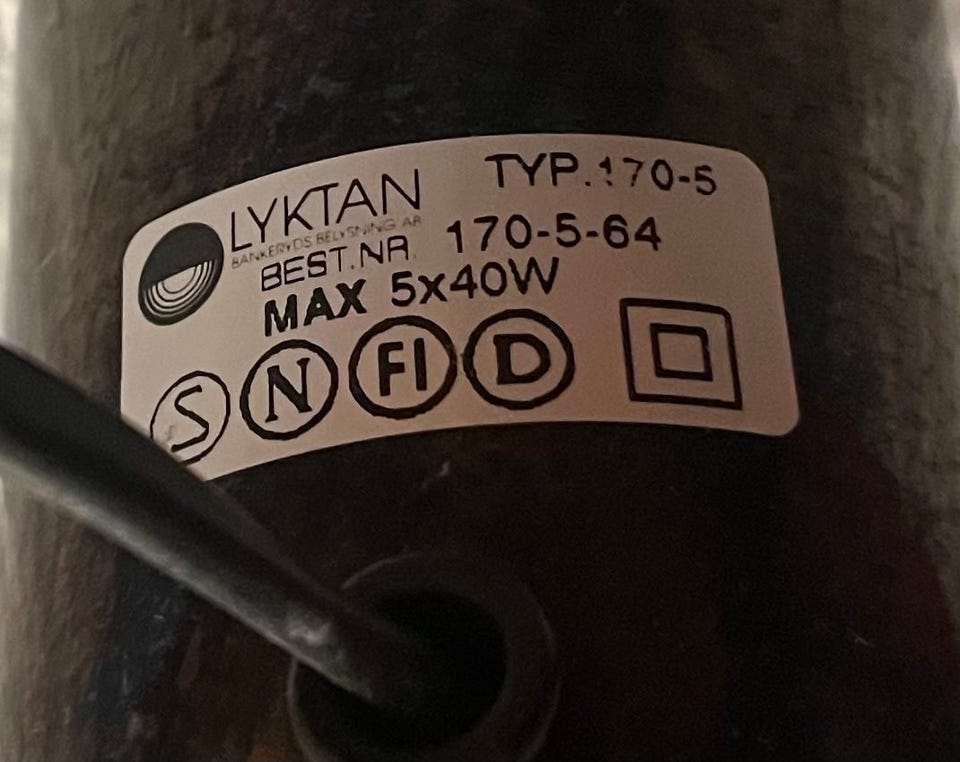 LYKTAN
BANKERYDS BELYSNING AB
TYP.170-5
BEST.NR. 170-5-64
MAX 5x40W
S N FI D